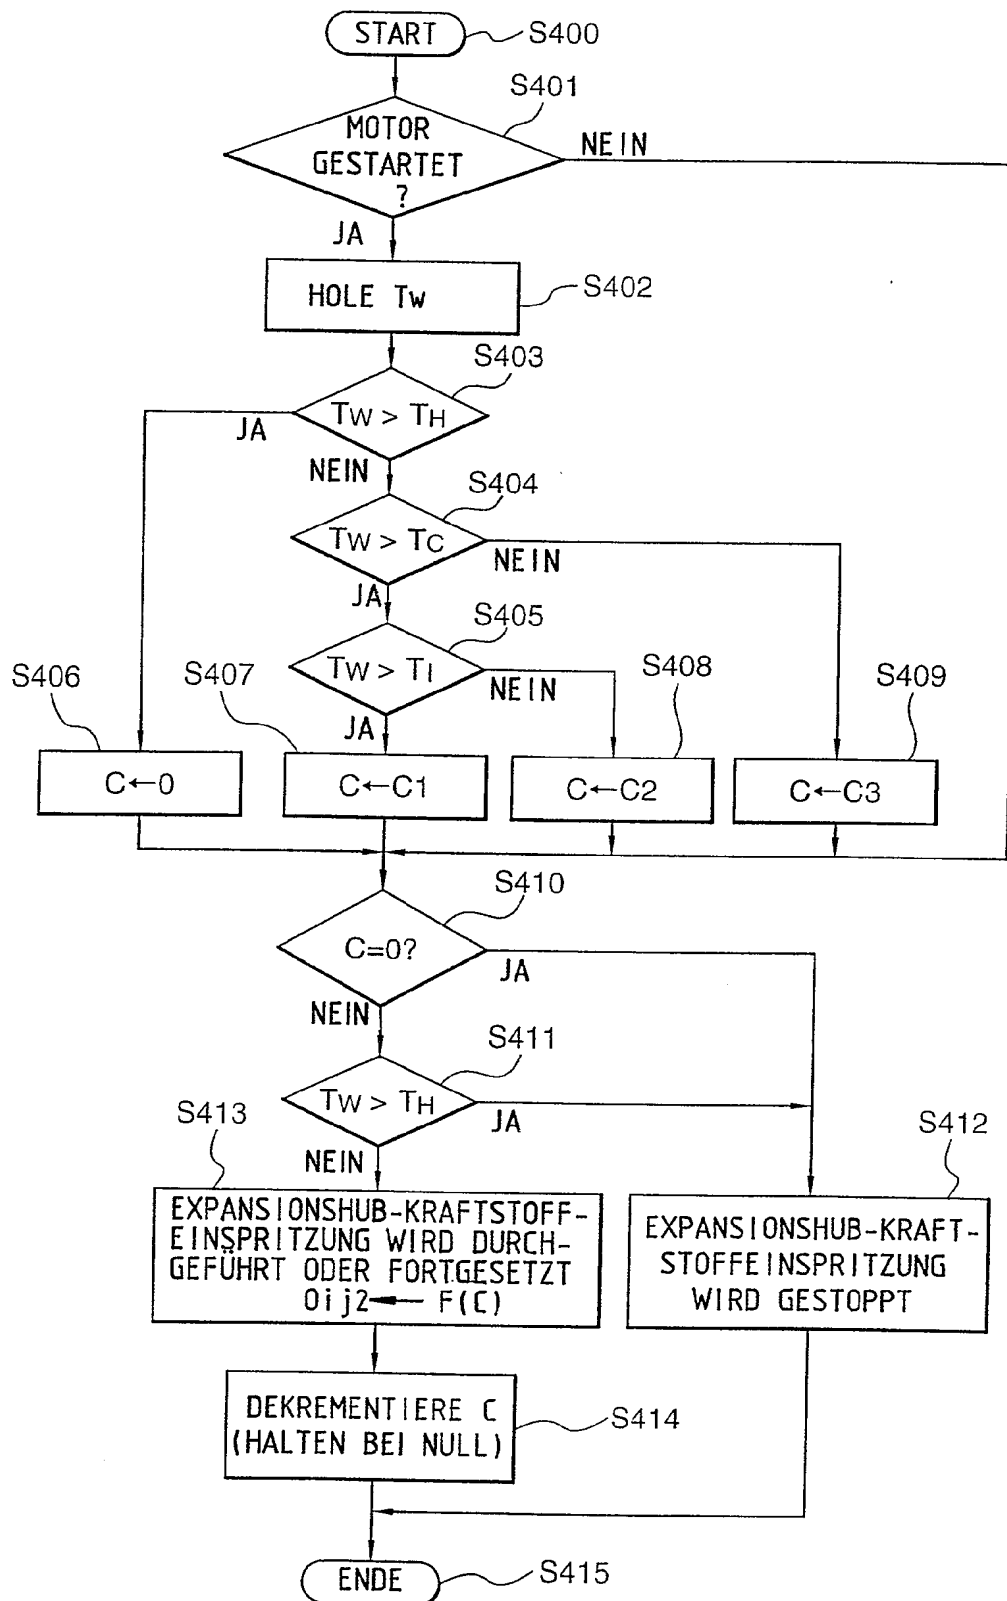 START
S400
S401
MOTOR
GESTARTET
?
NEIN
JA
HOLE Tw
S402
S403
TW > TH
JA
NEIN
S404
TW > TC
NEIN
JA
S405
TW > TI
NEIN
JA
S406
S407
S408
S409
C←0
C←C1
C←C2
C←C3
S410
C=0?
JA
NEIN
S411
TW > TH
JA
NEIN
S413
S412
EXPANSIONSHUB-KRAFTSTOFF-
EINSPRITZUNG WIRD DURCH-
GEFÜHRT ODER FORTGESETZT
Oij2 ← F(C)
EXPANSIONSHUB-KRAFT-
STOFFEINSPRITZUNG
WIRD GESTOPPT
DEKREMENTIERE C
(HALTEN BEI NULL)
S414
ENDE
S415